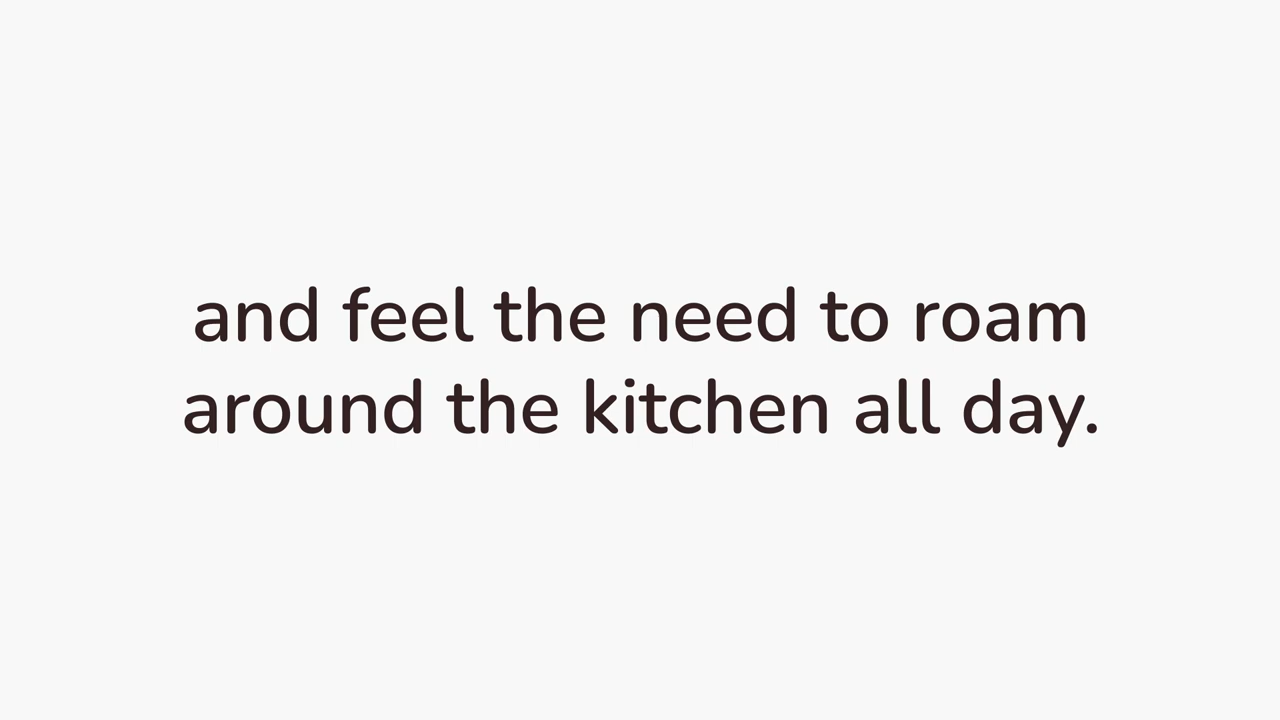 and feel the need to roam
around the kitchen all day.